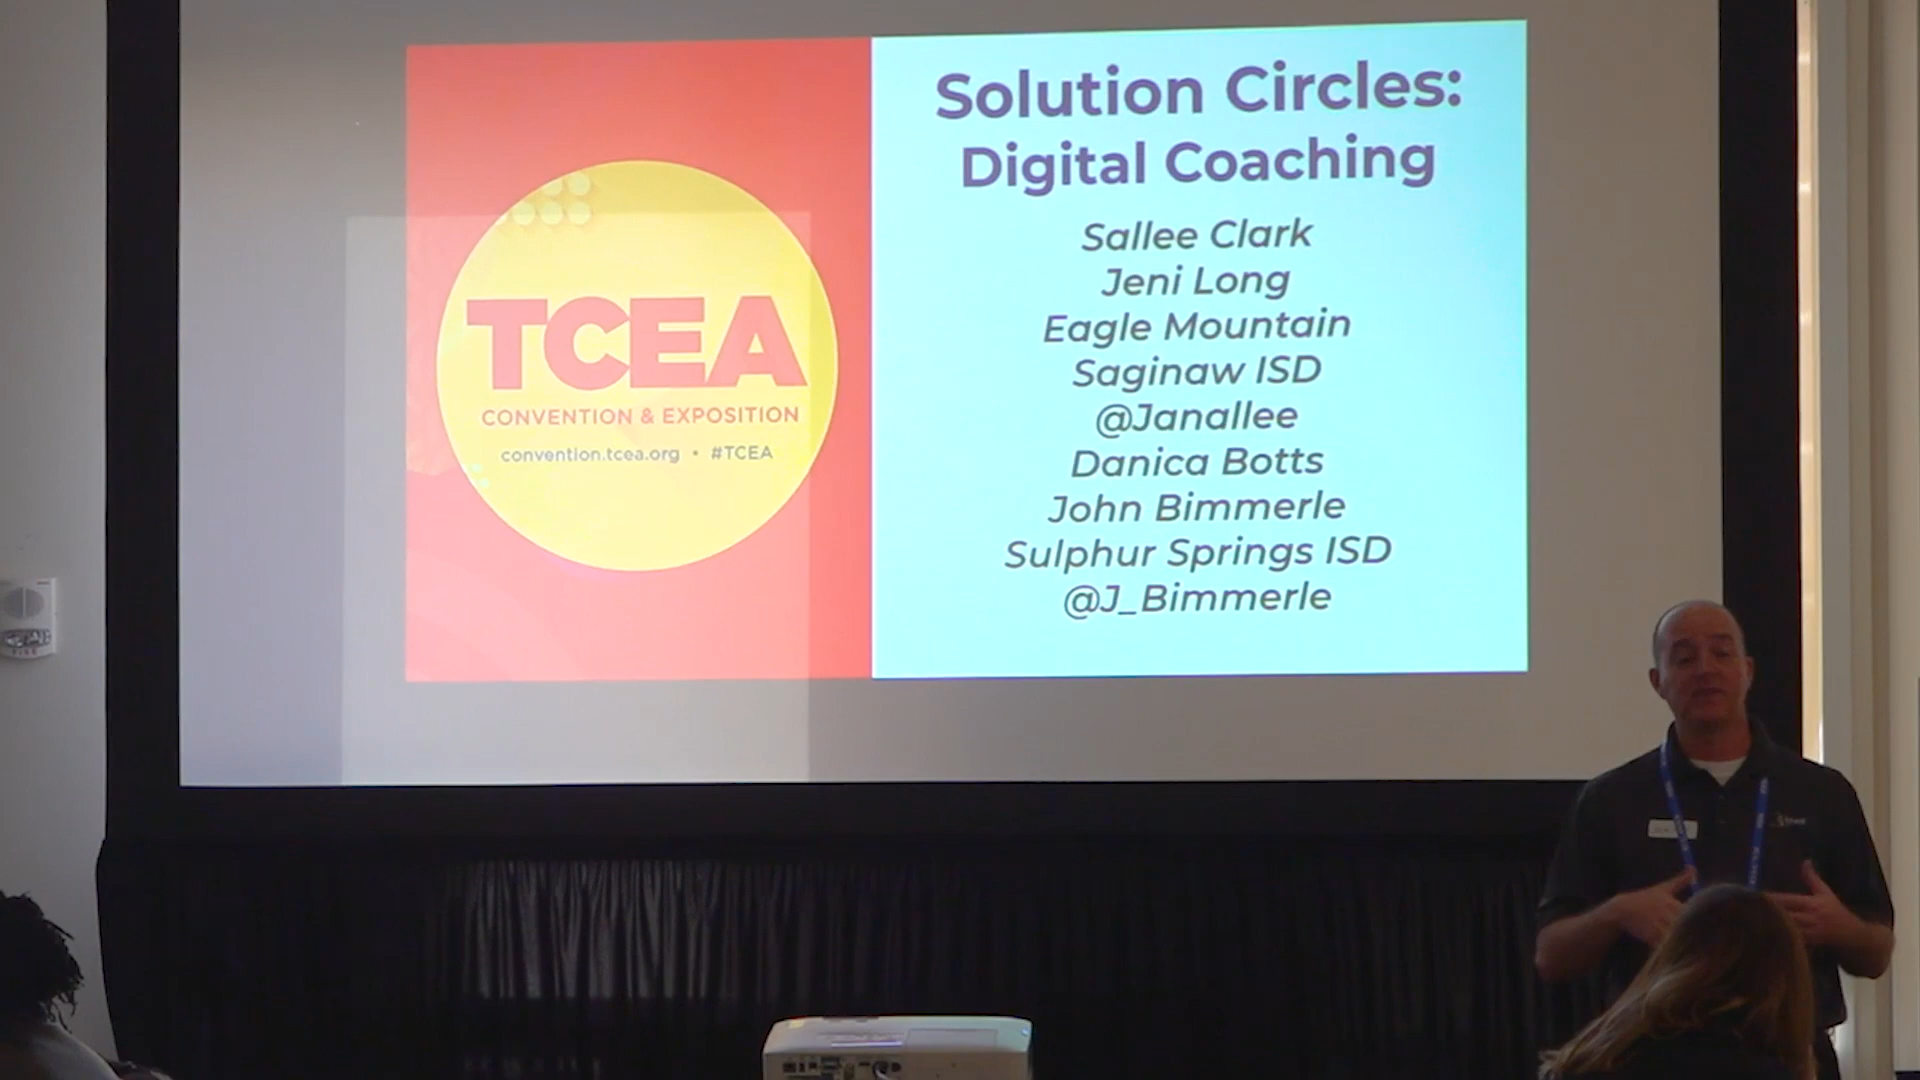 TCEA
CONVENTION & EXPOSITION
convention.tcea.org • #TCEA
Solution Circles:
Digital Coaching
Sallee Clark
Jeni Long
Eagle Mountain
Saginaw ISD
@Janallee
Danica Botts
John Bimmerle
Sulphur Springs ISD
@J_Bimmerle
FIRE